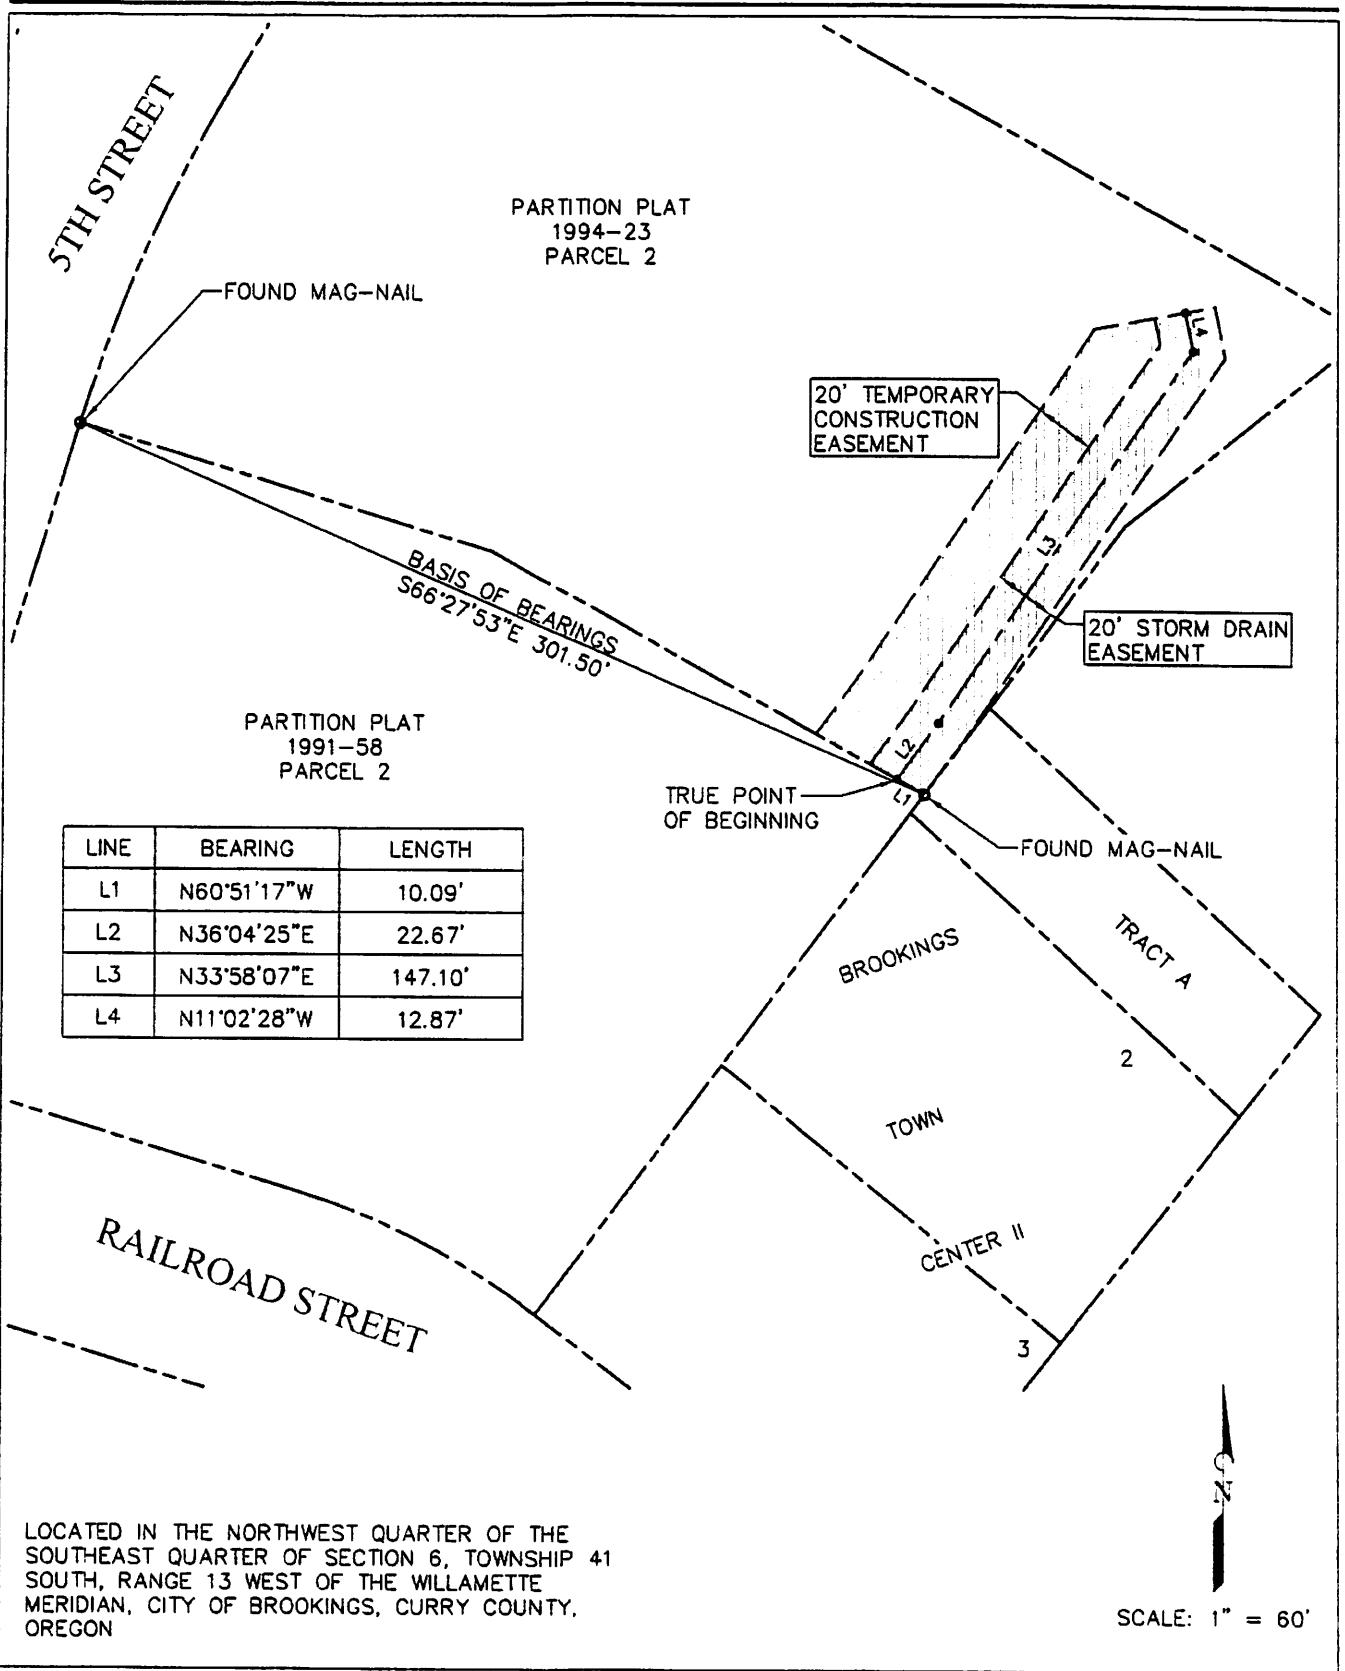 5TH STREET
PARTITION PLAT
1994-23
PARCEL 2
FOUND MAG-NAIL
L4
20' TEMPORARY
CONSTRUCTION
EASEMENT
L3
BASIS OF BEARINGS
S66°27'53"E 301.50'
20' STORM DRAIN
EASEMENT
PARTITION PLAT
1991-58
PARCEL 2
L2
TRUE POINT
OF BEGINNING
L1
FOUND MAG-NAIL
LINE BEARING LENGTH
L1 N60°51'17"W 10.09'
L2 N36°04'25"E 22.67'
L3 N33°58'07"E 147.10'
L4 N11°02'28"W 12.87'
TRACT A
BROOKINGS
2
TOWN
CENTER II
3
RAILROAD STREET
N
LOCATED IN THE NORTHWEST QUARTER OF THE
SOUTHEAST QUARTER OF SECTION 6, TOWNSHIP 41
SOUTH, RANGE 13 WEST OF THE WILLAMETTE
MERIDIAN, CITY OF BROOKINGS, CURRY COUNTY,
OREGON
SCALE: 1" = 60'